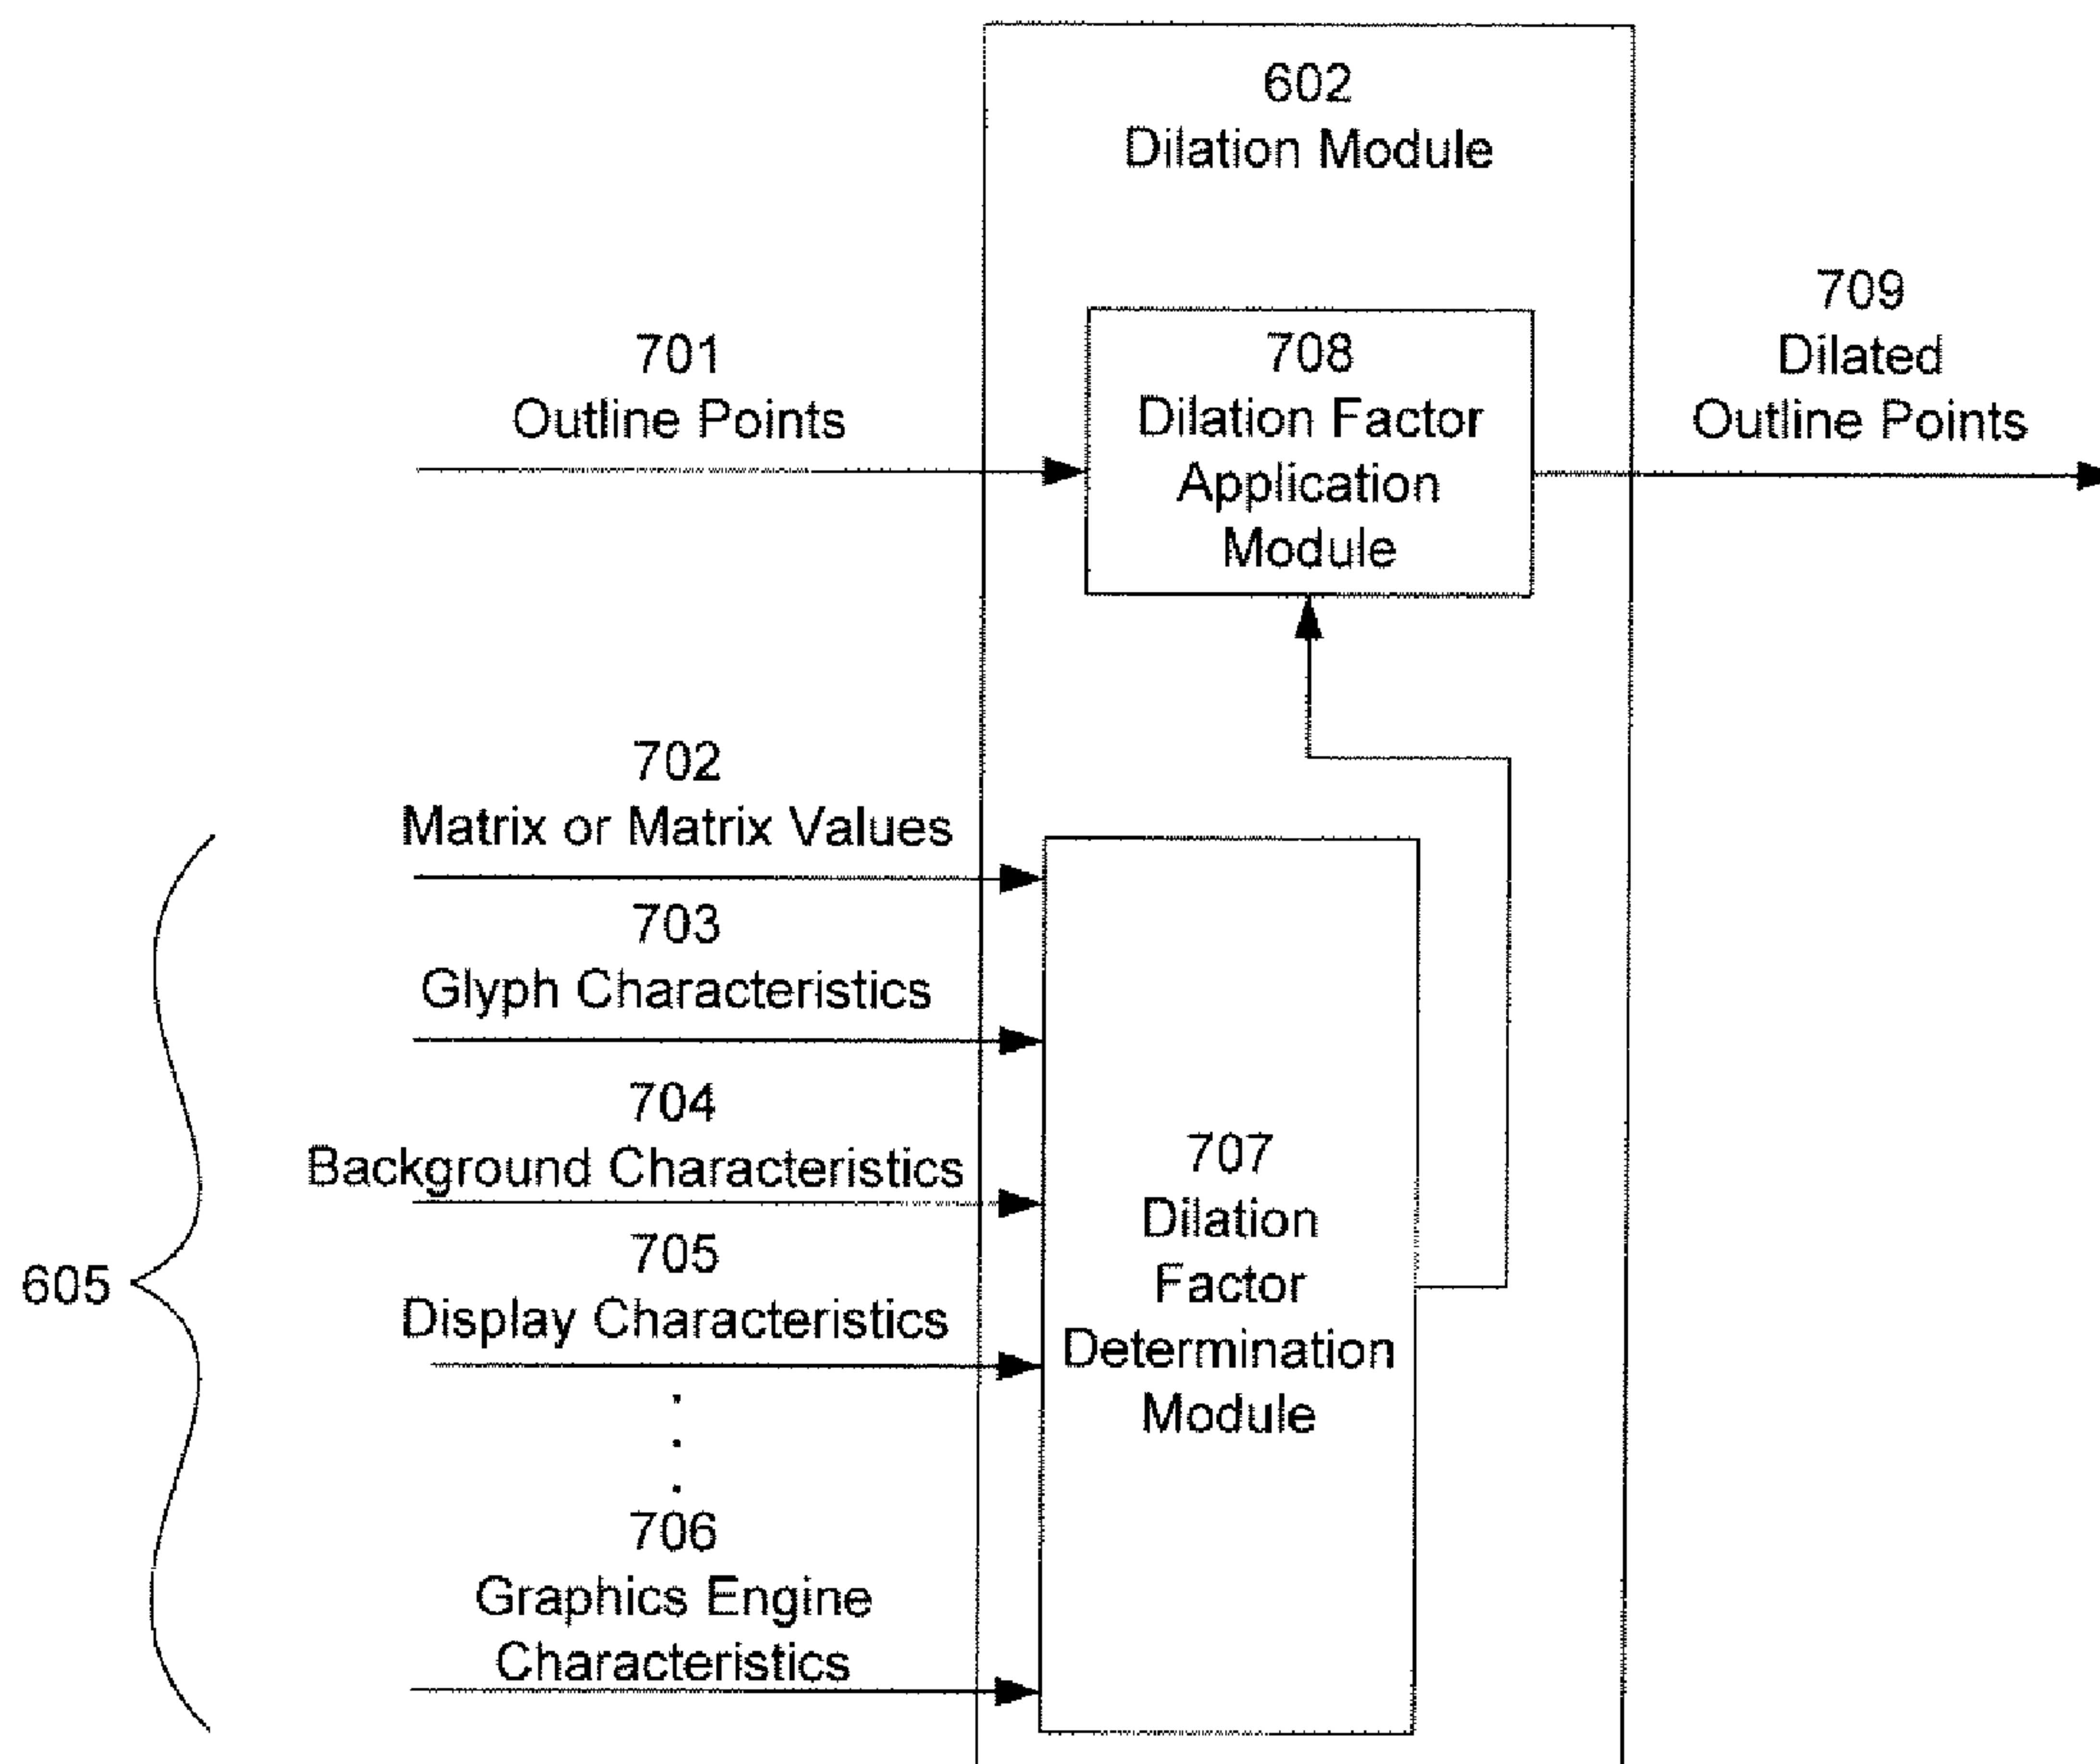 602
Dilation Module
701
Outline Points
708
Dilation Factor
Application
Module
709
Dilated
Outline Points
702
Matrix or Matrix Values
703
Glyph Characteristics
704
Background Characteristics
705
Display Characteristics
706
Graphics Engine
Characteristics
605
707
Dilation
Factor
Determination
Module